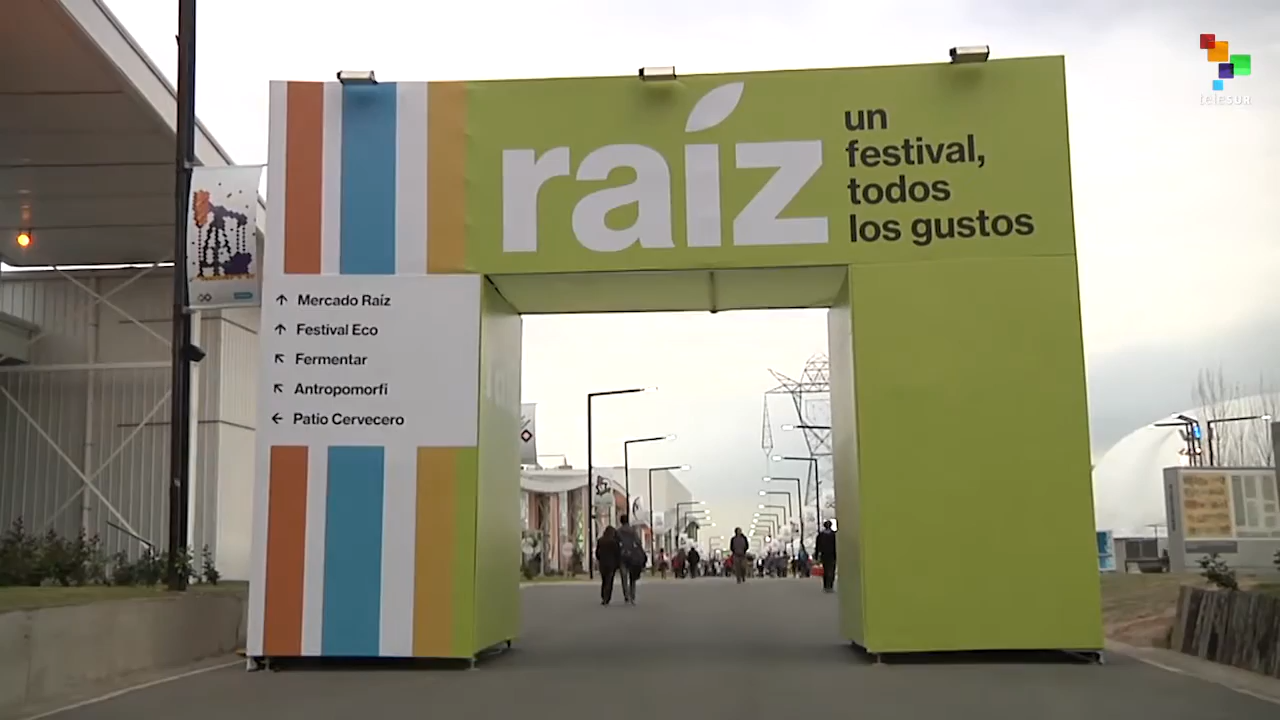 teleSUR
raíz
un
festival,
todos
los gustos
↑ Mercado Raíz
↑ Festival Eco
↖ Fermentar
↖ Antropomorfi
← Patio Cervecero